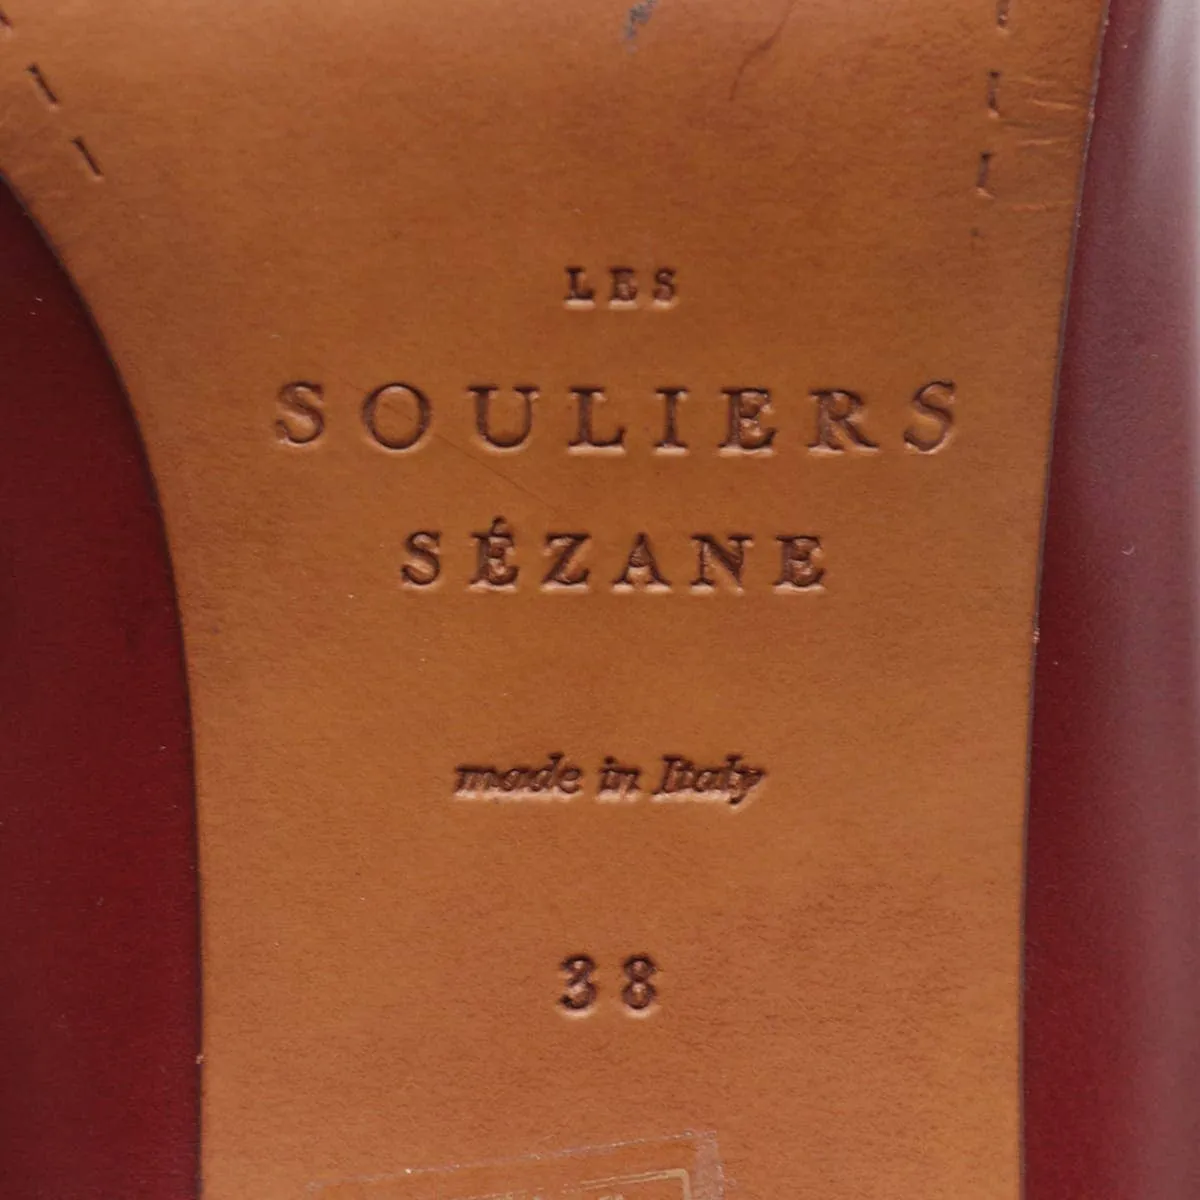 LES
SOULIERS
SÉZANE
made in Italy
38